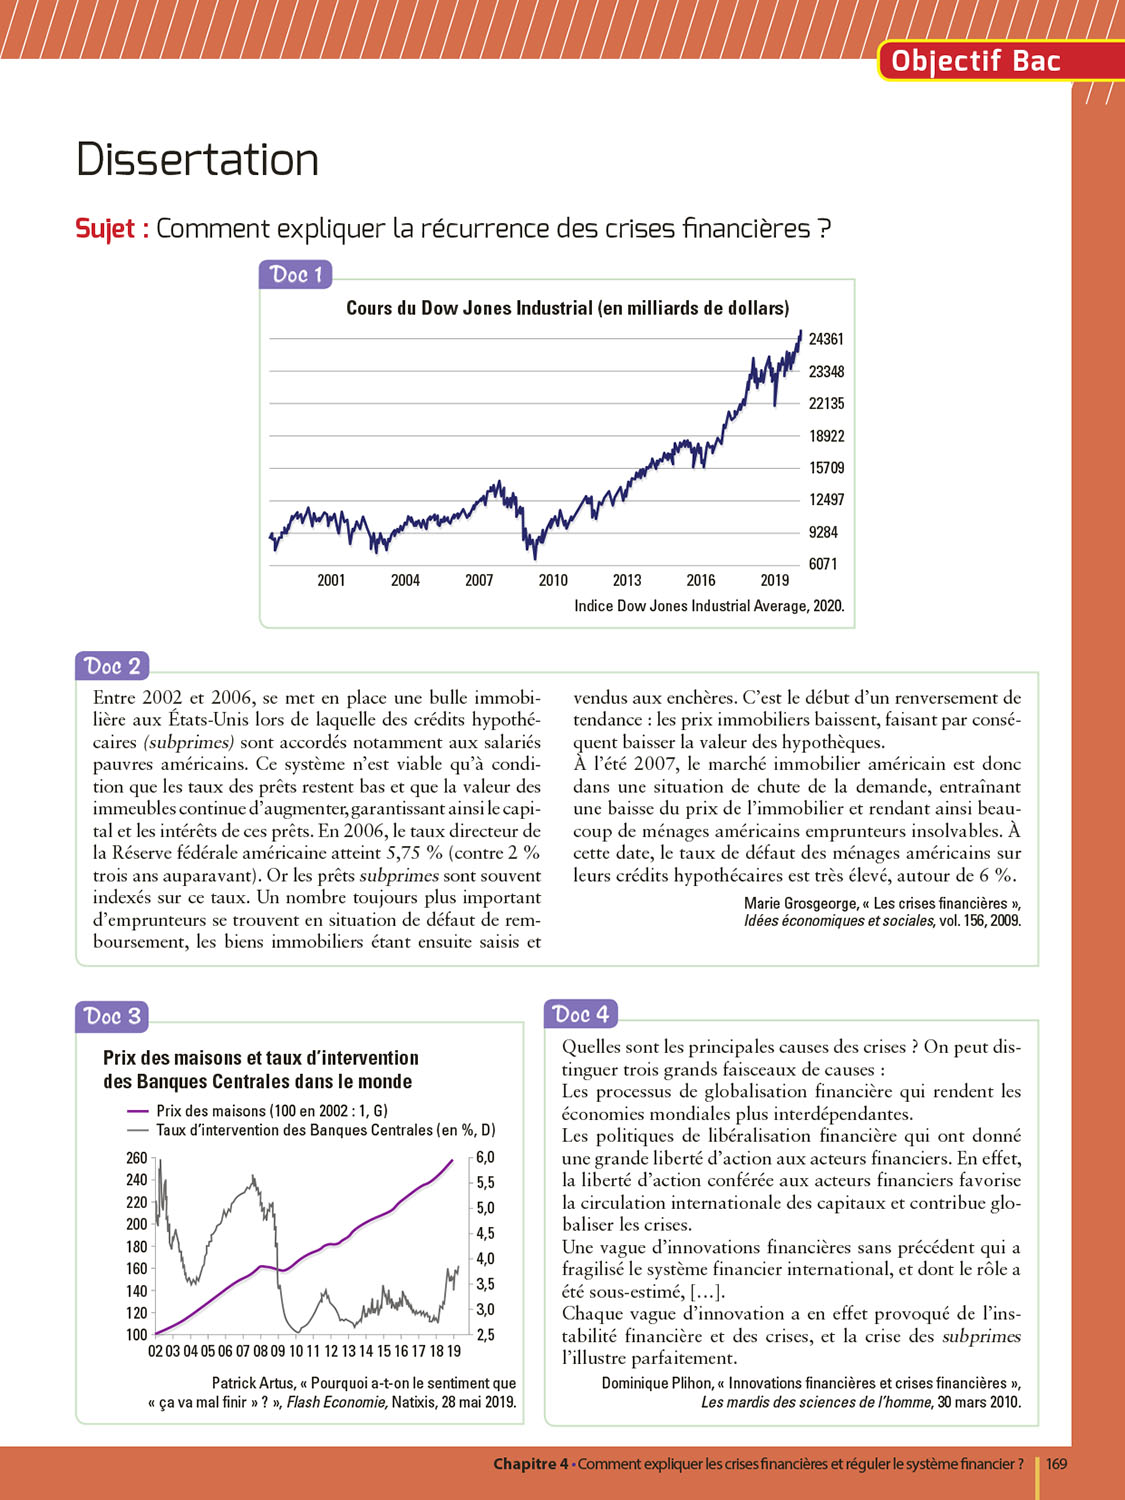 Objectif Bac
Dissertation
Sujet : Comment expliquer la récurrence des crises financières ?
Doc 1
Cours du Dow Jones Industrial (en milliards de dollars)
24361
23348
22135
18922
15709
12497
9284
6071
2001 2004 2007 2010 2013 2016 2019
Indice Dow Jones Industrial Average, 2020.
Doc 2
Entre 2002 et 2006, se met en place une bulle immobi-
lière aux États-Unis lors de laquelle des crédits hypothé-
caires (subprimes) sont accordés notamment aux salariés
pauvres américains. Ce système n'est viable qu'à condi-
tion que les taux des prêts restent bas et que la valeur des
immeubles continue d'augmenter, garantissant ainsi le capi-
tal et les intérêts de ces prêts. En 2006, le taux directeur de
la Réserve fédérale américaine atteint 5,75 % (contre 2 %
trois ans auparavant). Or les prêts subprimes sont souvent
indexés sur ce taux. Un nombre toujours plus important
d'emprunteurs se trouvent en situation de défaut de rem-
boursement, les biens immobiliers étant ensuite saisis et
vendus aux enchères. C'est le début d'un renversement de
tendance : les prix immobiliers baissent, faisant par consé-
quent baisser la valeur des hypothèques.
À l'été 2007, le marché immobilier américain est donc
dans une situation de chute de la demande, entraînant
une baisse du prix de l'immobilier et rendant ainsi beau-
coup de ménages américains emprunteurs insolvables. À
cette date, le taux de défaut des ménages américains sur
leurs crédits hypothécaires est très élevé, autour de 6 %.
Marie Grosgeorge, « Les crises financières »,
Idées économiques et sociales, vol. 156, 2009.
Doc 3
Prix des maisons et taux d'intervention
des Banques Centrales dans le monde
Prix des maisons (100 en 2002 : 1, G)
Taux d'intervention des Banques Centrales (en %, D)
260
240
220
200
180
160
140
120
100
6,0
5,5
5,0
4,5
4,0
3,5
3,0
2,5
02 03 04 05 06 07 08 09 10 11 12 13 14 15 16 17 18 19
Patrick Artus, « Pourquoi a-t-on le sentiment que
« ça va mal finir » ? », Flash Economie, Natixis, 28 mai 2019.
Doc 4
Quelles sont les principales causes des crises ? On peut dis-
tinguer trois grands faisceaux de causes :
Les processus de globalisation financière qui rendent les
économies mondiales plus interdépendantes.
Les politiques de libéralisation financière qui ont donné
une grande liberté d'action aux acteurs financiers. En effet,
la liberté d'action conférée aux acteurs financiers favorise
la circulation internationale des capitaux et contribue glo-
baliser les crises.
Une vague d'innovations financières sans précédent qui a
fragilisé le système financier international, et dont le rôle a
été sous-estimé, […].
Chaque vague d'innovation a en effet provoqué de l'ins-
tabilité financière et des crises, et la crise des subprimes
l'illustre parfaitement.
Dominique Plihon, « Innovations financières et crises financières »,
Les mardis des sciences de l'homme, 30 mars 2010.
Chapitre 4 • Comment expliquer les crises financières et réguler le système financier ? 169